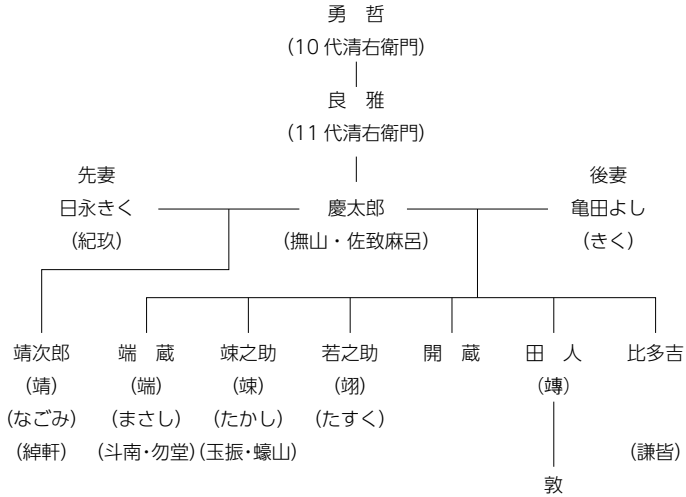 勇　哲
(10代清右衛門)
良　雅
(11代清右衛門)
先妻
日永きく
(紀玖)
慶太郎
(撫山・佐致麻呂)
後妻
亀田よし
(きく)
靖次郎
(靖)
(なごみ)
(綽軒)
端　蔵
(端)
(まさし)
(斗南・勿堂)
竦之助
(竦)
(たかし)
(玉振・蠔山)
若之助
(翊)
(たすく)
開　蔵
田　人
(竱)
比多吉
(謙皆)
敦